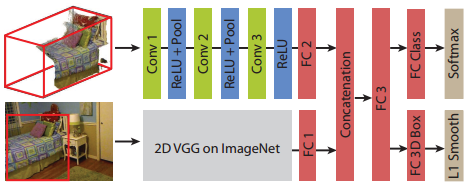 Conv 1
ReLU + Pool
Conv 2
ReLU + Pool
Conv 3
ReLU
FC 2
Concatenation
FC 3
FC Class
Softmax
2D VGG on ImageNet
FC 1
FC 3D Box
L1 Smooth